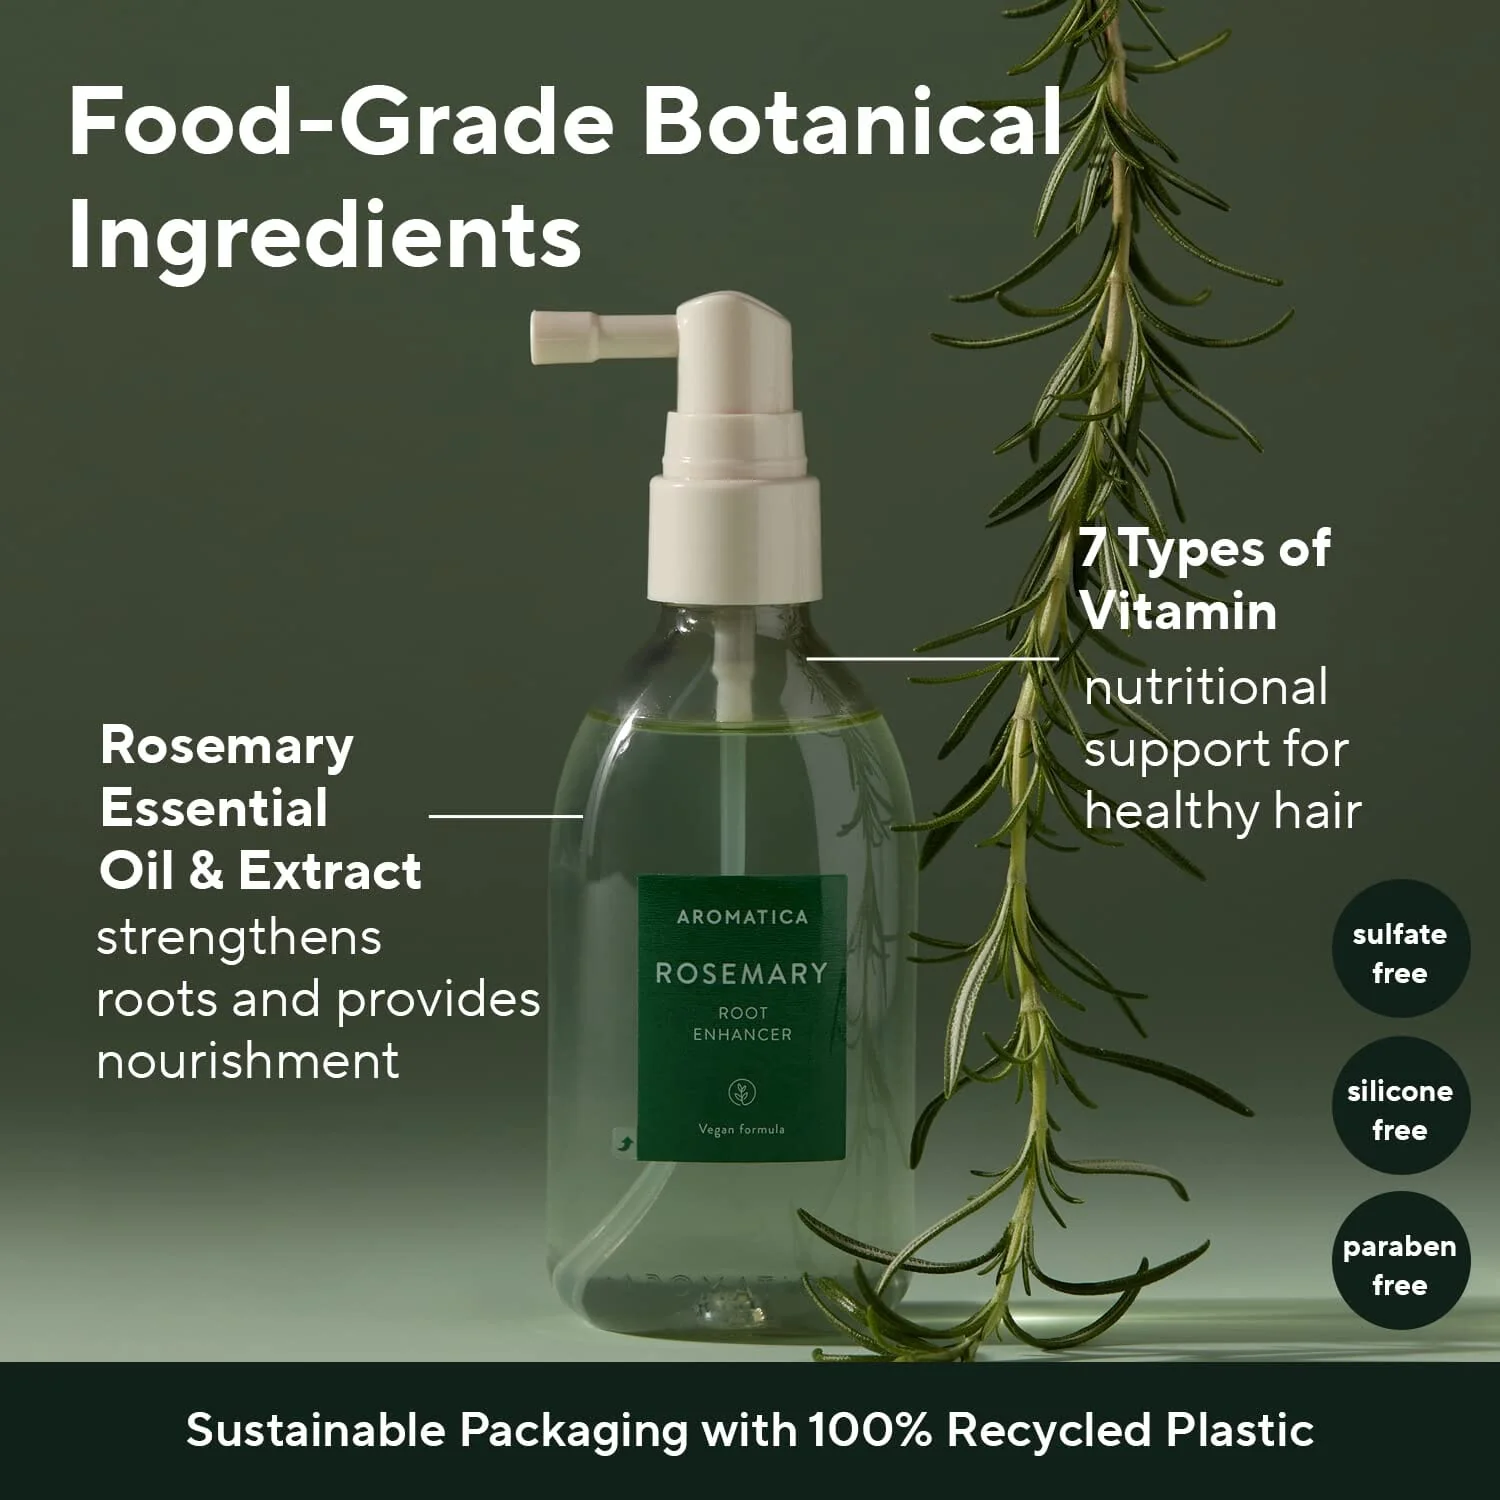 Food-Grade Botanical
Ingredients
7 Types of
Vitamin
nutritional
support for
healthy hair
Rosemary
Essential
Oil & Extract
strengthens
roots and provides
nourishment
AROMATICA
ROSEMARY
ROOT
ENHANCER
Vegan formula
AROMATICA
sulfate
free
silicone
free
paraben
free
Sustainable Packaging with 100% Recycled Plastic